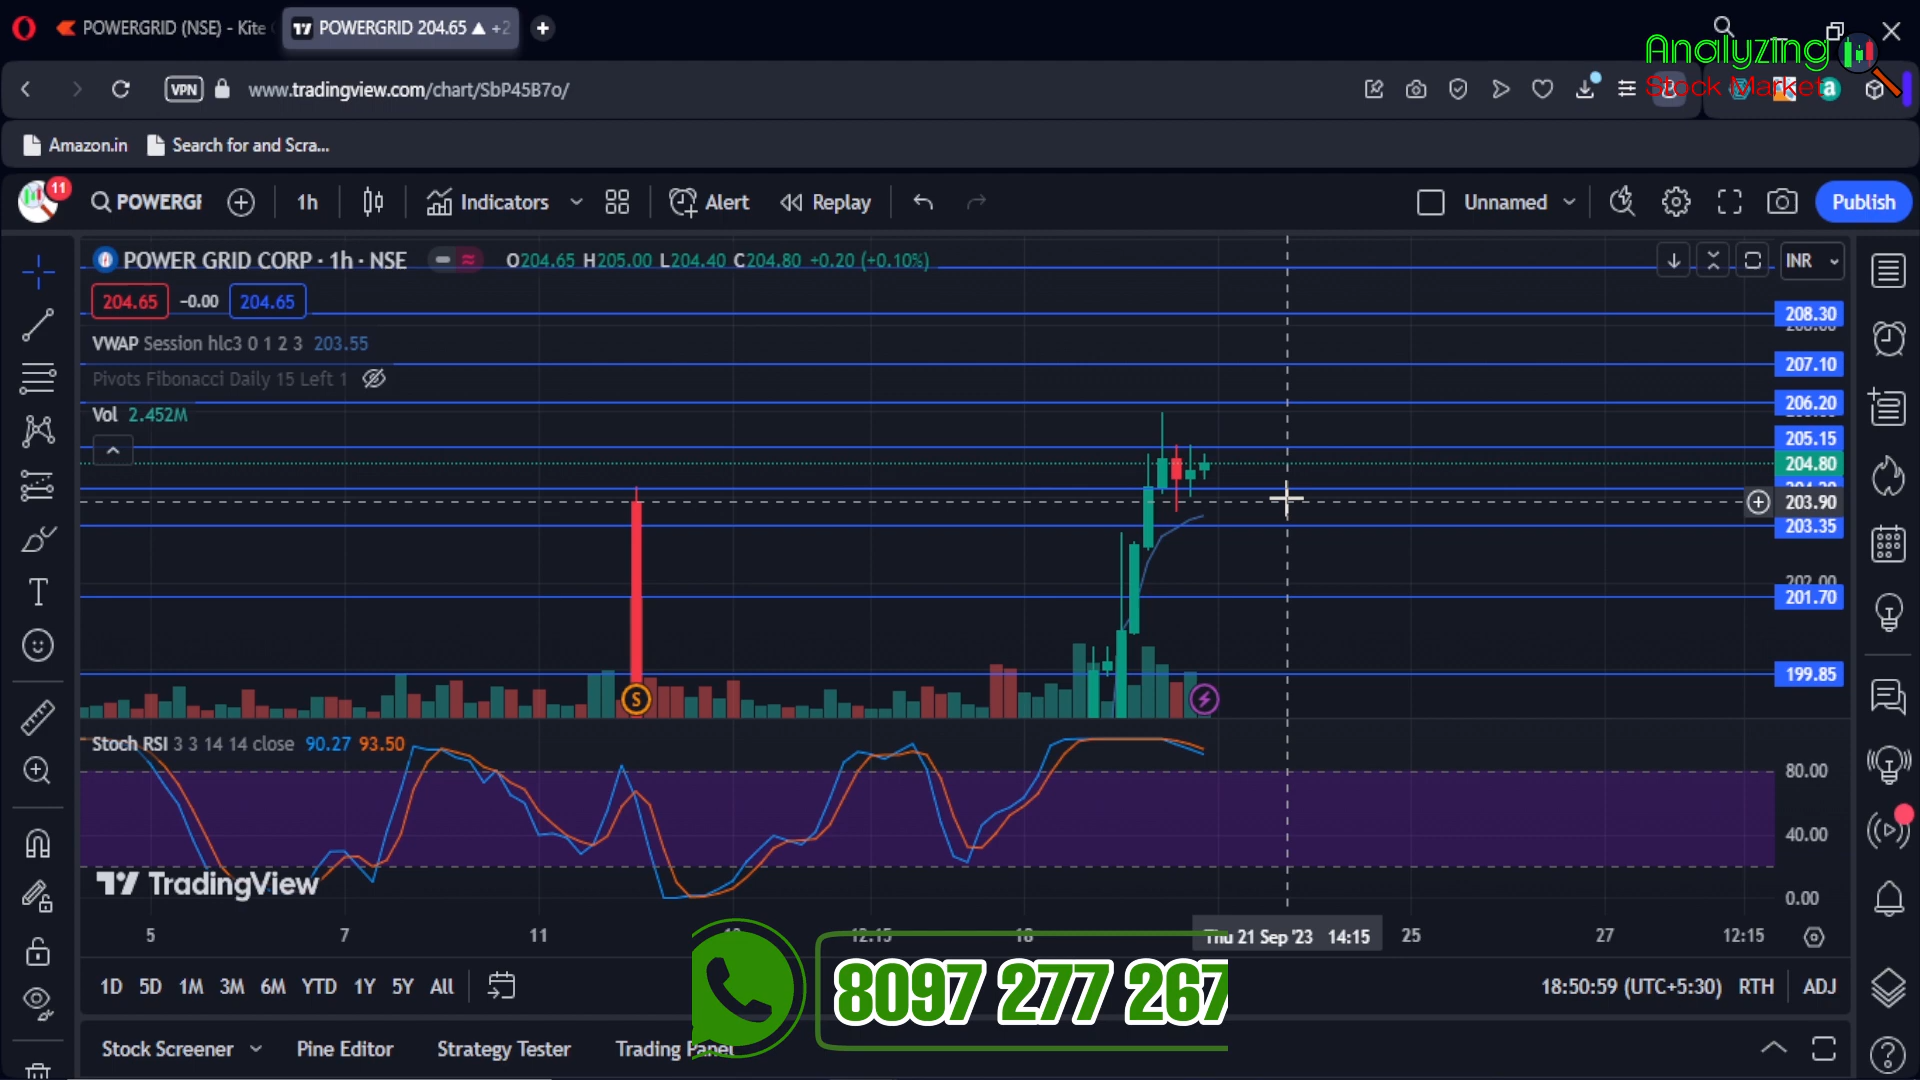 POWERGRID (NSE) - Kite
POWERGRID 204.65 ▲ +2
Analyzing
Stock Market
VPN
www.tradingview.com/chart/SbP45B7o/
Amazon.in
Search for and Scra...
11
POWERGI
1h
Indicators
Alert
Replay
Unnamed
Publish
POWER GRID CORP · 1h · NSE
O204.65 H205.00 L204.40 C204.80 +0.20 (+0.10%)
INR
204.65 -0.00 204.65
208.30
VWAP Session hlc3 0 1 2 3 203.55
207.10
Pivots Fibonacci Daily 15 Left 1
206.20
Vol 2.452M
205.15
204.80
203.90
203.35
202.00
201.70
199.85
S
Stoch RSI 3 3 14 14 close 90.27 93.50
80.00
40.00
TradingView
0.00
5 7 11 12:15 18 Thu 21 Sep '23 14:15 25 27 12:15
1D 5D 1M 3M 6M YTD 1Y 5Y All
8097 277 267
18:50:59 (UTC+5:30) RTH ADJ
Stock Screener
Pine Editor
Strategy Tester
Trading Panel